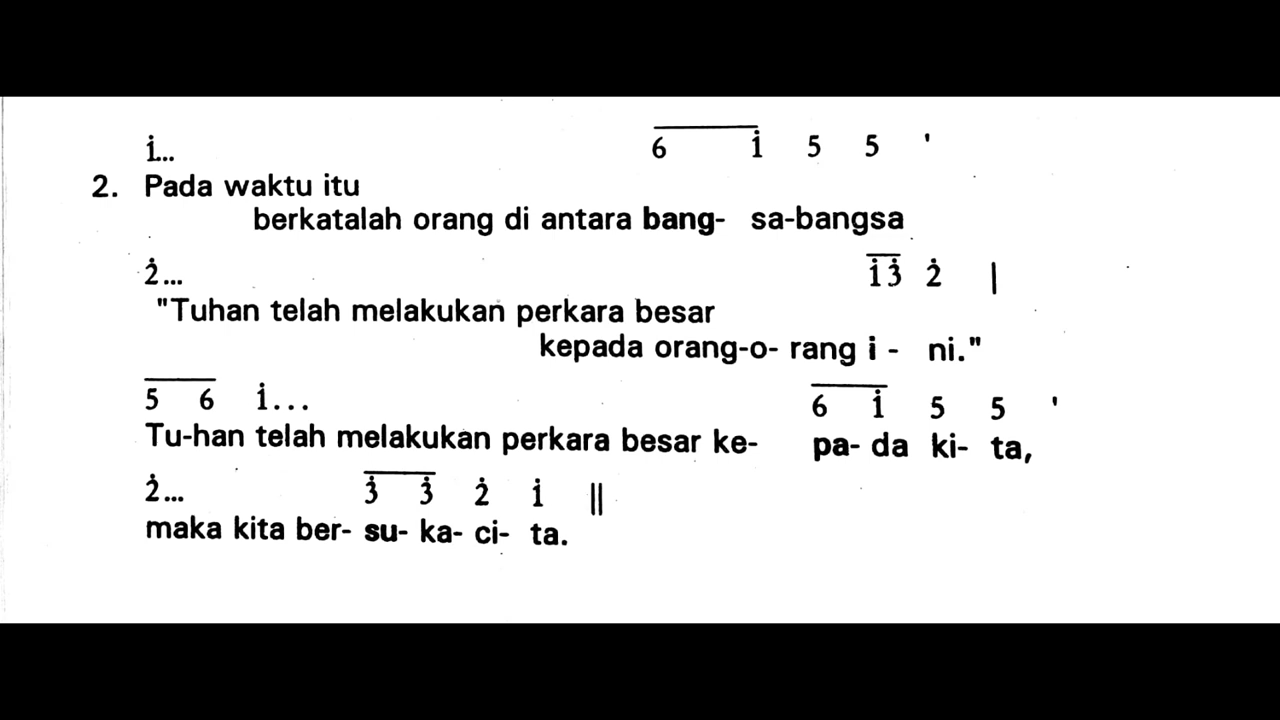 i̇... 6 i̇ 5 5 '
2. Pada waktu itu
berkatalah orang di antara bang- sa-bangsa
2̇... i̇3̇ 2̇ |
"Tuhan telah melakukan perkara besar
kepada orang-o- rang i - ni."
5 6 i̇... 6 i̇ 5 5 '
Tu-han telah melakukan perkara besar ke- pa- da ki- ta,
2̇... 3̇ 3̇ 2̇ i̇ ||
maka kita ber- su- ka- ci- ta.